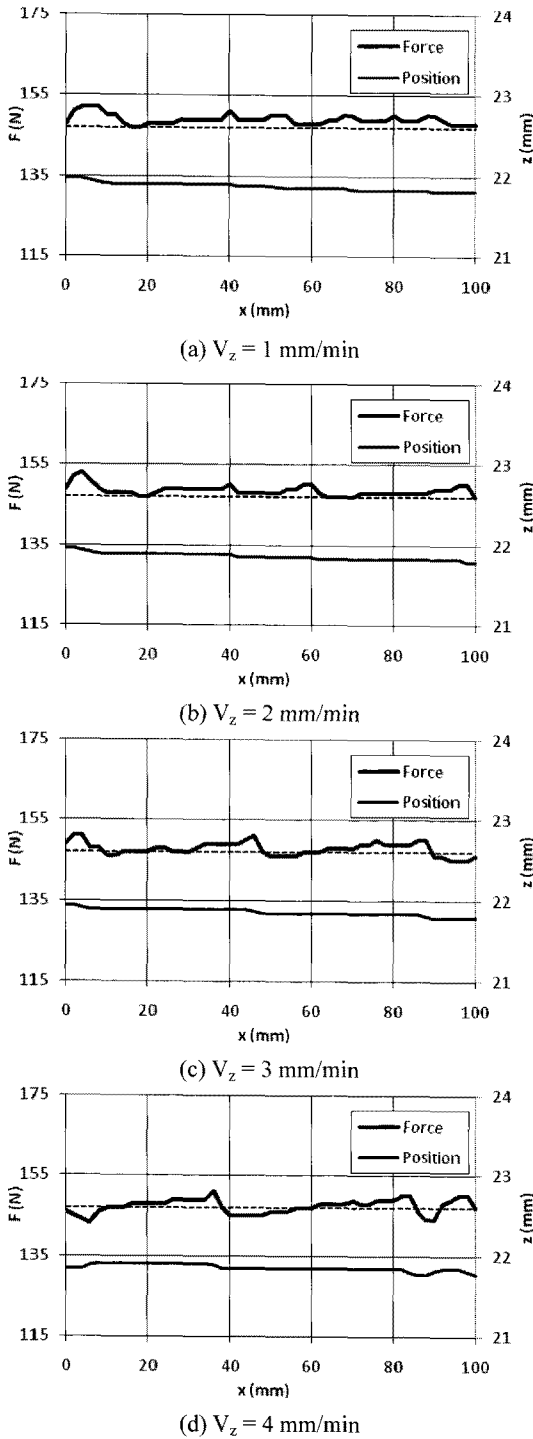 175
24
Force
Position
155
23
F (N)
z (mm)
135
22
115
21
0 20 40 60 80 100
x (mm)
(a) Vz = 1 mm/min
175
24
Force
Position
155
23
F (N)
z (mm)
135
22
115
21
0 20 40 60 80 100
x (mm)
(b) Vz = 2 mm/min
175
24
Force
Position
155
23
F (N)
z (mm)
135
22
115
21
0 20 40 60 80 100
x (mm)
(c) Vz = 3 mm/min
175
24
Force
Position
155
23
F (N)
z (mm)
135
22
115
21
0 20 40 60 80 100
x (mm)
(d) Vz = 4 mm/min